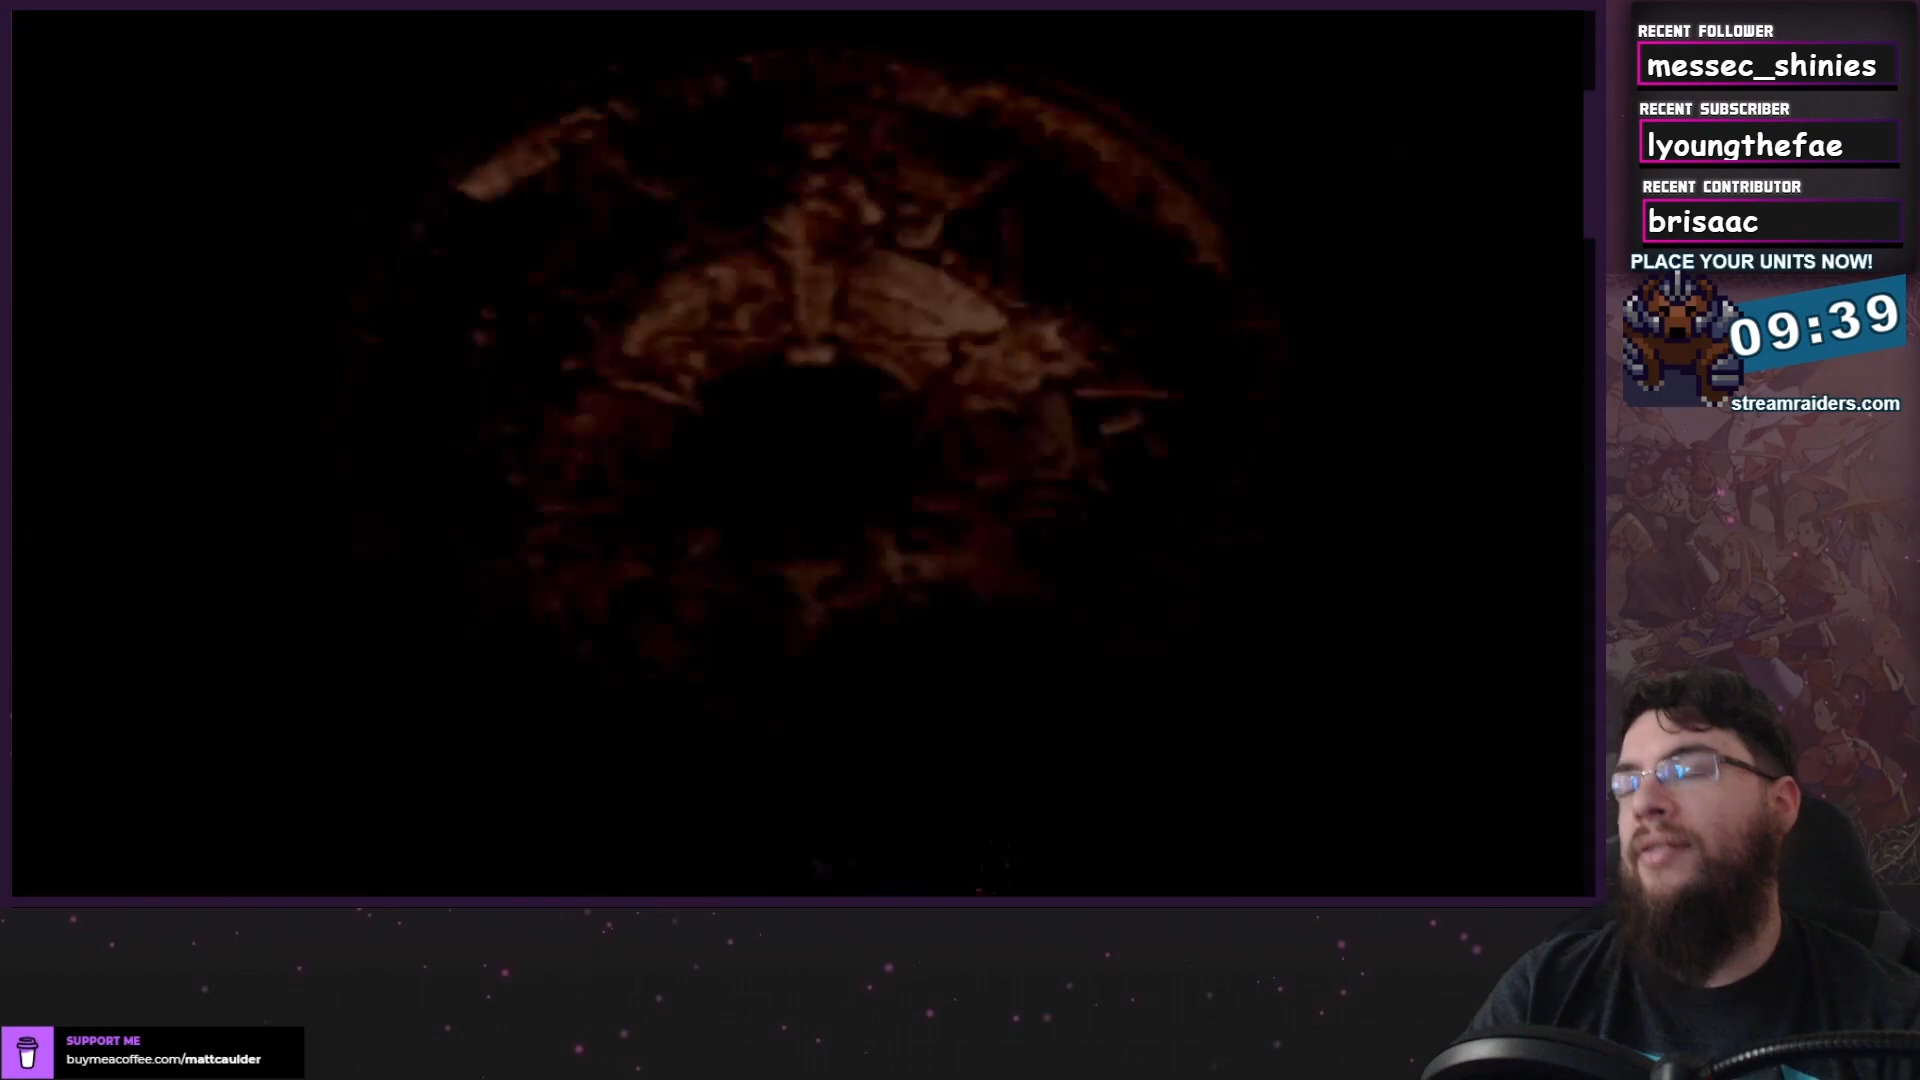 RECENT FOLLOWER
messec_shinies
RECENT SUBSCRIBER
lyoungthefae
RECENT CONTRIBUTOR
brisaac
PLACE YOUR UNITS NOW!
09:39
streamraiders.com
SUPPORT ME
buymeacoffee.com/mattcaulder